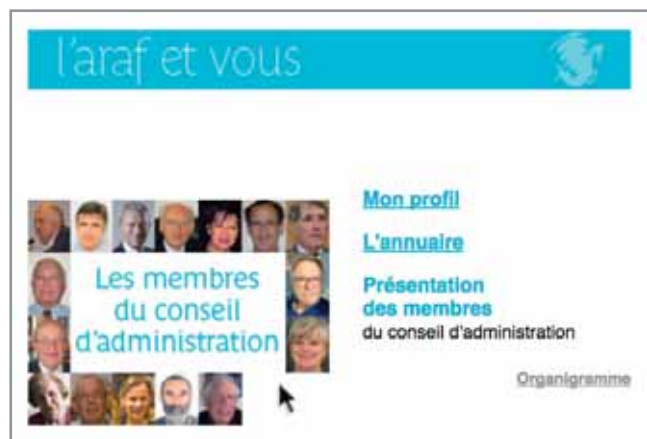 l'araf et vous
Les membres
du conseil
d'administration
Mon profil
L'annuaire
Présentation
des membres
du conseil d'administration
Organigramme